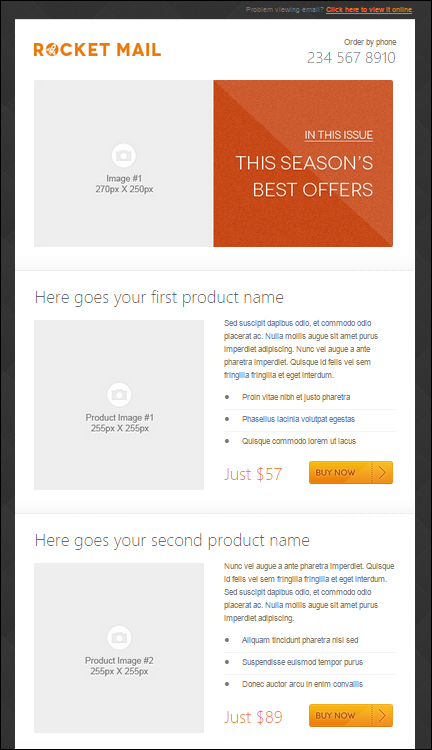 Problem viewing email? Click here to view it online
ROCKET MAIL
Order by phone
234 567 8910
Image #1
270px X 250px
IN THIS ISSUE
THIS SEASON'S
BEST OFFERS
Here goes your first product name
Product Image #1
255px X 255px
Sed suscipit dapibus odio, et commodo odio
placerat ac. Nulla mollis augue sit amet purus
imperdiet adipiscing. Nunc vel augue a ante
pharetra imperdiet. Quisque id felis vel sem
fringilla fringilla et eget interdum.
Proin vitae nibh et justo pharetra
Phasellus lacinia volutpat egestas
Quisque commodo lorem ut lacus
Just $57
BUY NOW
Here goes your second product name
Product Image #2
255px X 255px
Nunc vel augue a ante pharetra imperdiet. Quisque
id felis vel sem fringilla fringilla et eget interdum.
Sed suscipit dapibus odio, et commodo odio
placerat ac. Nulla mollis augue sit amet purus
imperdiet adipiscing.
Aliquam tincidunt pharetra nisl sed
Suspendisse euismod tempor purus
Donec auctor arcu in enim convallis
Just $89
BUY NOW